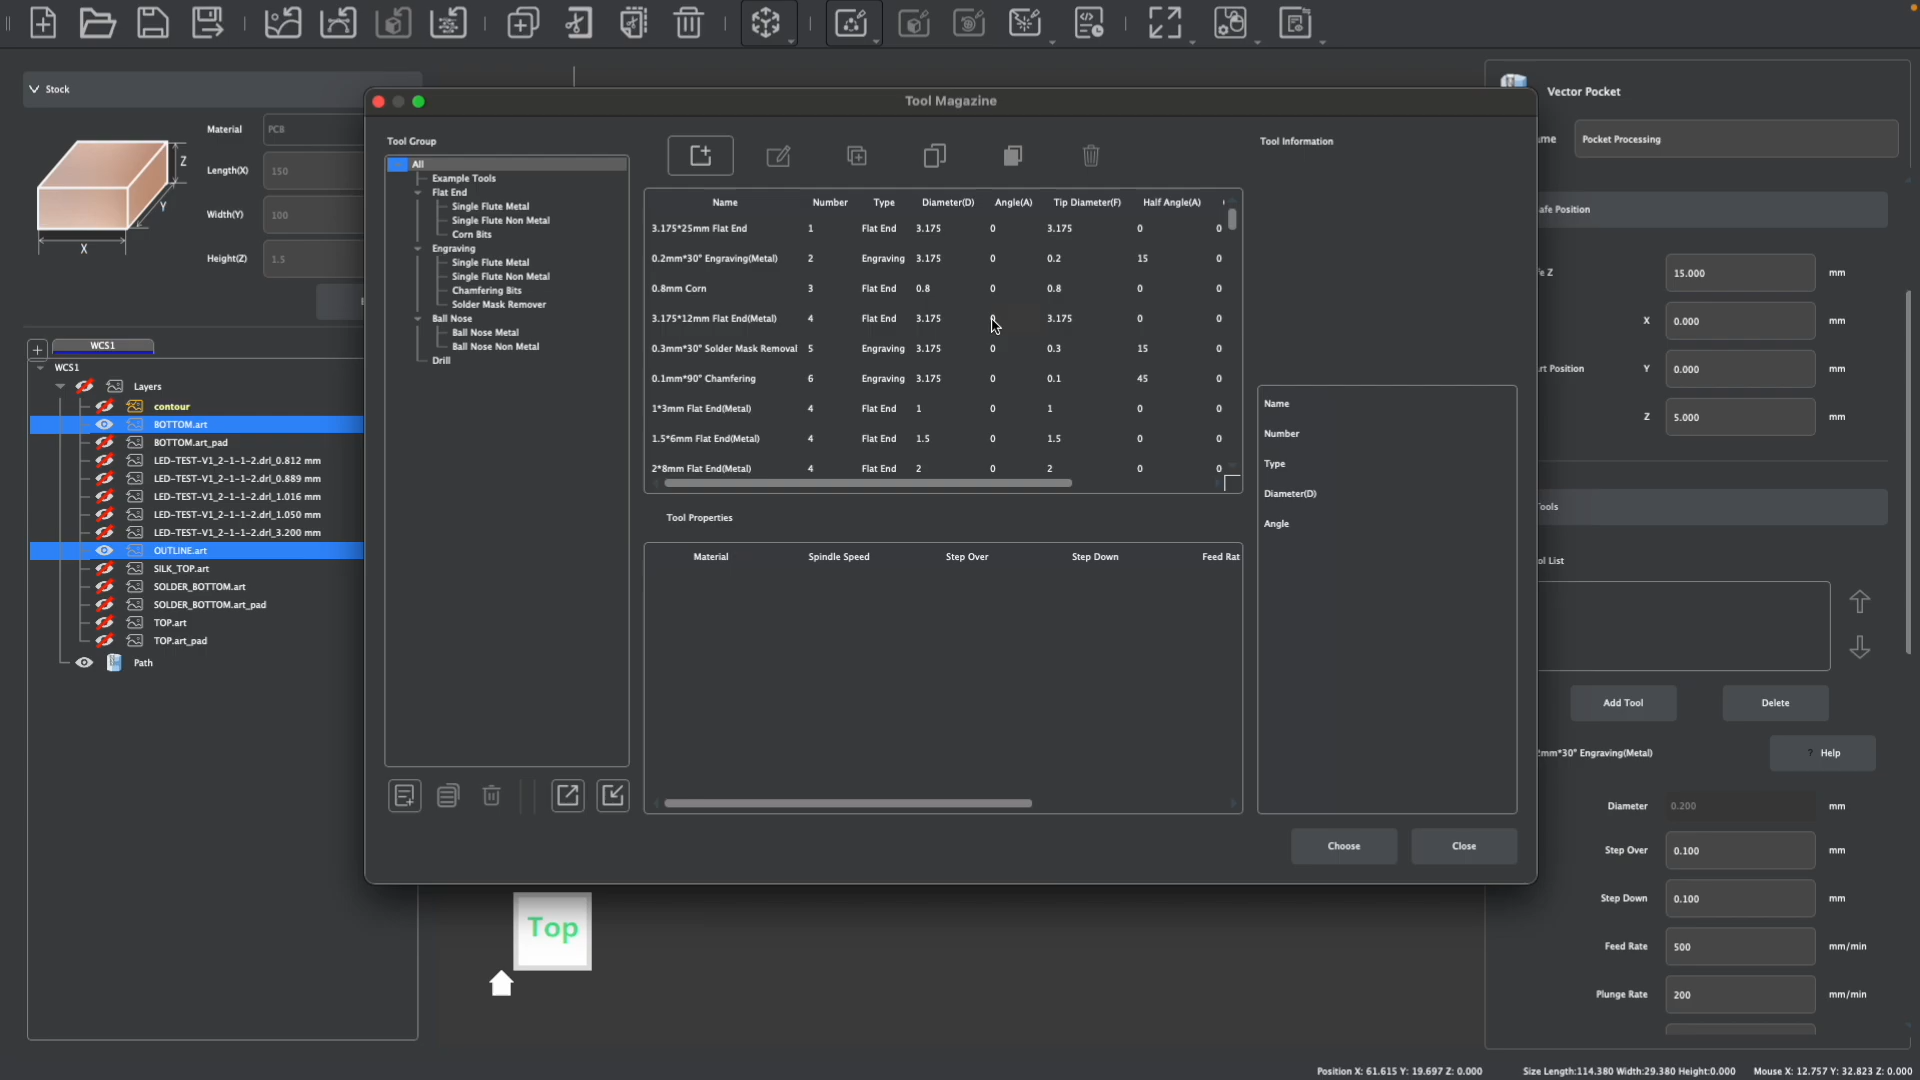 Stock
Material
PCB
Length(X)
150
Width(Y)
100
Height(Z)
1.5
Z
Y
X
WCS1
WCS1
Layers
contour
BOTTOM.art
BOTTOM.art_pad
LED-TEST-V1_2-1-1-2.drl_0.812 mm
LED-TEST-V1_2-1-1-2.drl_0.889 mm
LED-TEST-V1_2-1-1-2.drl_1.016 mm
LED-TEST-V1_2-1-1-2.drl_1.050 mm
LED-TEST-V1_2-1-1-2.drl_3.200 mm
OUTLINE.art
SILK_TOP.art
SOLDER_BOTTOM.art
SOLDER_BOTTOM.art_pad
TOP.art
TOP.art_pad
Path
Tool Magazine
Tool Group
All
Example Tools
Flat End
Single Flute Metal
Single Flute Non Metal
Corn Bits
Engraving
Single Flute Metal
Single Flute Non Metal
Chamfering Bits
Solder Mask Remover
Ball Nose
Ball Nose Metal
Ball Nose Non Metal
Drill
Name Number Type Diameter(D) Angle(A) Tip Diameter(F) Half Angle(A)
3.175*25mm Flat End 1 Flat End 3.175 0 3.175 0 0
0.2mm*30° Engraving(Metal) 2 Engraving 3.175 0 0.2 15 0
0.8mm Corn 3 Flat End 0.8 0 0.8 0 0
3.175*12mm Flat End(Metal) 4 Flat End 3.175 0 3.175 0 0
0.3mm*30° Solder Mask Removal 5 Engraving 3.175 0 0.3 15 0
0.1mm*90° Chamfering 6 Engraving 3.175 0 0.1 45 0
1*3mm Flat End(Metal) 4 Flat End 1 0 1 0 0
1.5*6mm Flat End(Metal) 4 Flat End 1.5 0 1.5 0 0
2*8mm Flat End(Metal) 4 Flat End 2 0 2 0 0
Tool Properties
Material Spindle Speed Step Over Step Down Feed Rat
Tool Information
Name
Number
Type
Diameter(D)
Angle
Choose
Close
Vector Pocket
me
Pocket Processing
afe Position
e Z
15.000
mm
X
0.000
mm
rt Position
Y
0.000
mm
Z
5.000
mm
ools
ol List
Add Tool
Delete
mm*30° Engraving(Metal)
? Help
Diameter
0.200
mm
Step Over
0.100
mm
Step Down
0.100
mm
Feed Rate
500
mm/min
Plunge Rate
200
mm/min
Top
Position X: 61.615 Y: 19.697 Z: 0.000
Size Length:114.380 Width:29.380 Height:0.000
Mouse X: 12.757 Y: 32.823 Z: 0.000